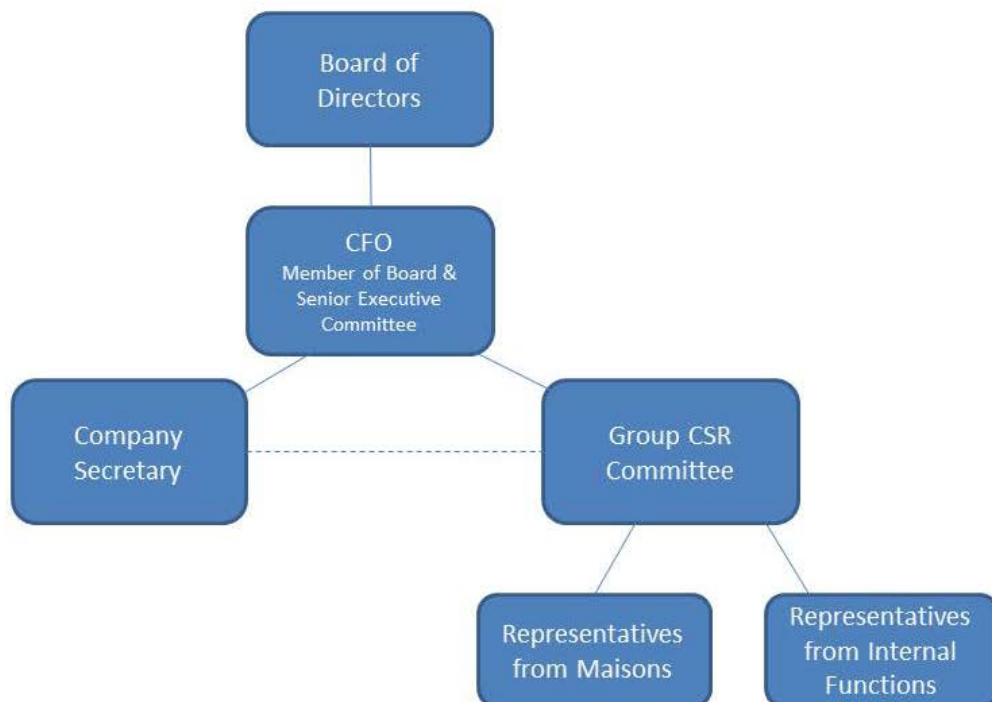 Board of
Directors
CFO
Member of Board &
Senior Executive
Committee
Company
Secretary
Group CSR
Committee
Representatives
from Maisons
Representatives
from Internal
Functions